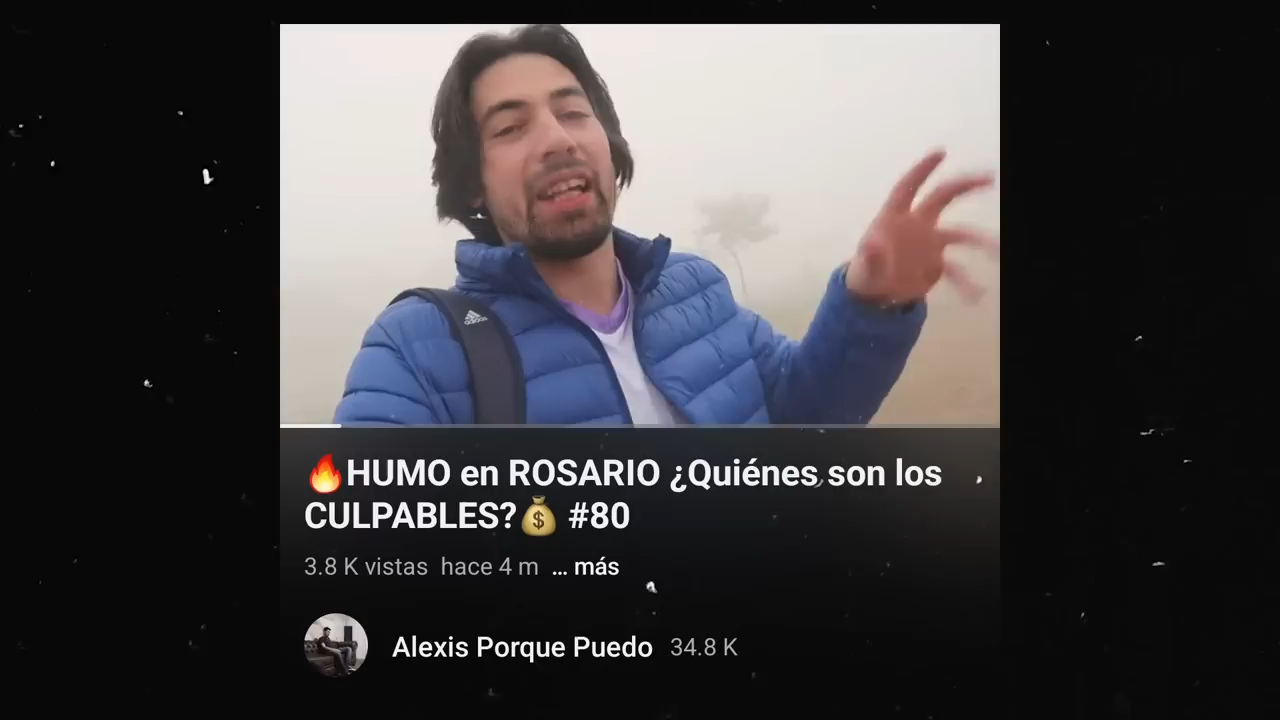 adidas
🔥HUMO en ROSARIO ¿Quiénes son los
CULPABLES?💰 #80
3.8 K vistas hace 4 m ... más
Alexis Porque Puedo 34.8 K